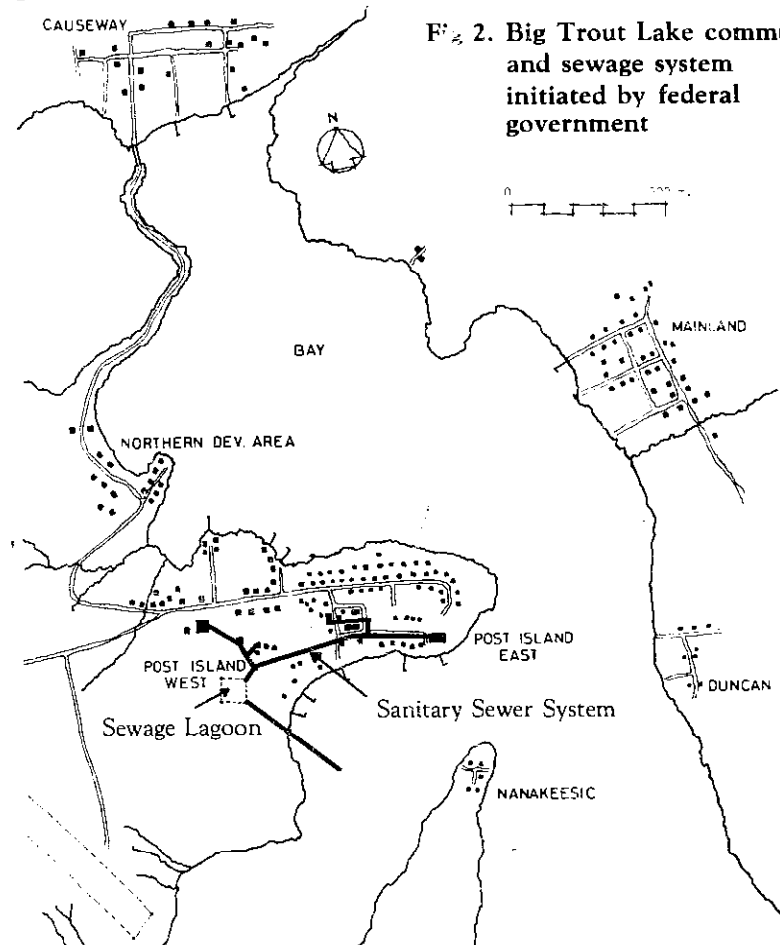 CAUSEWAY
Fig 2. Big Trout Lake
and sewage system
initiated by federal
government
N
0
MAINLAND
BAY
NORTHERN DEV. AREA
POST ISLAND
EAST
POST ISLAND
WEST
DUNCAN
Sewage Lagoon
Sanitary Sewer System
NANAKEESIC